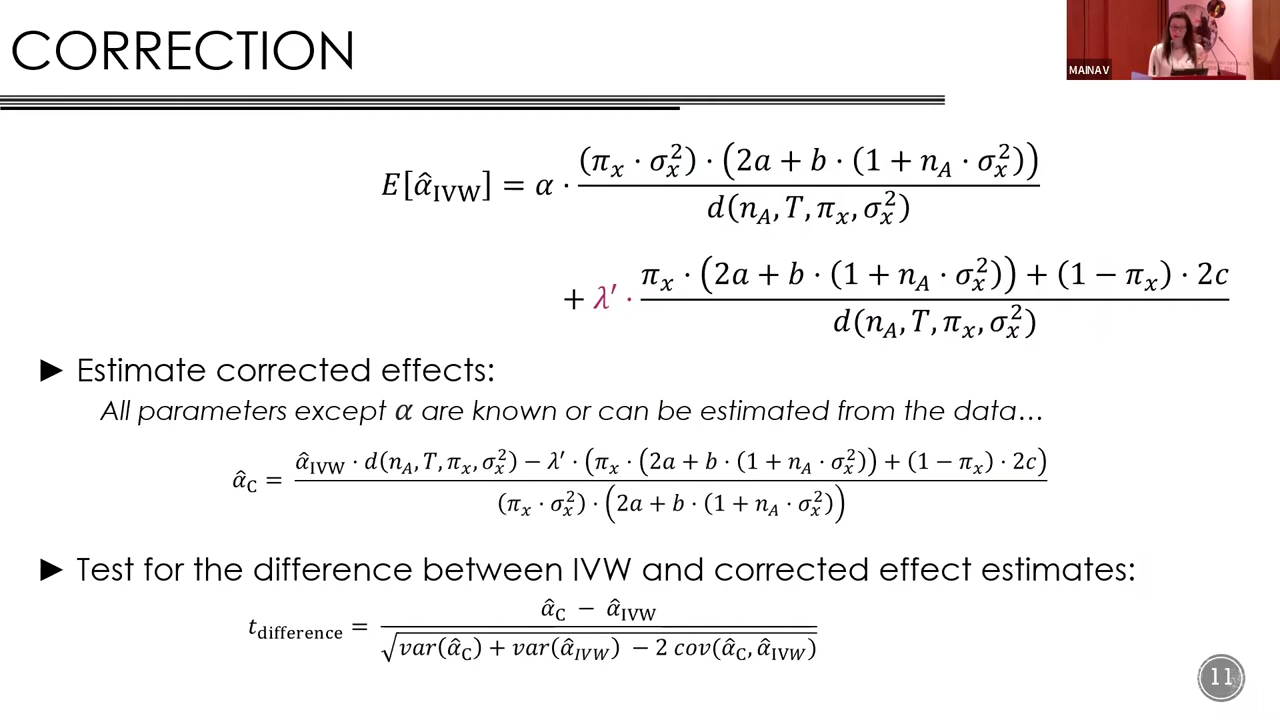 CORRECTION
MAINAV
E[α̂_IVW] = α · ((π_x · σ_x²) · (2a + b · (1 + n_A · σ_x²))) / d(n_A, T, π_x, σ_x²)
+ λ′ · (π_x · (2a + b · (1 + n_A · σ_x²)) + (1 − π_x) · 2c) / d(n_A, T, π_x, σ_x²)
► Estimate corrected effects:
All parameters except α are known or can be estimated from the data…
α̂_C = (α̂_IVW · d(n_A, T, π_x, σ_x²) − λ′ · (π_x · (2a + b · (1 + n_A · σ_x²)) + (1 − π_x) · 2c)) / ((π_x · σ_x²) · (2a + b · (1 + n_A · σ_x²)))
► Test for the difference between IVW and corrected effect estimates:
t_difference = (α̂_C − α̂_IVW) / √(var(α̂_C) + var(α̂_IVW) − 2 cov(α̂_C, α̂_IVW))
11